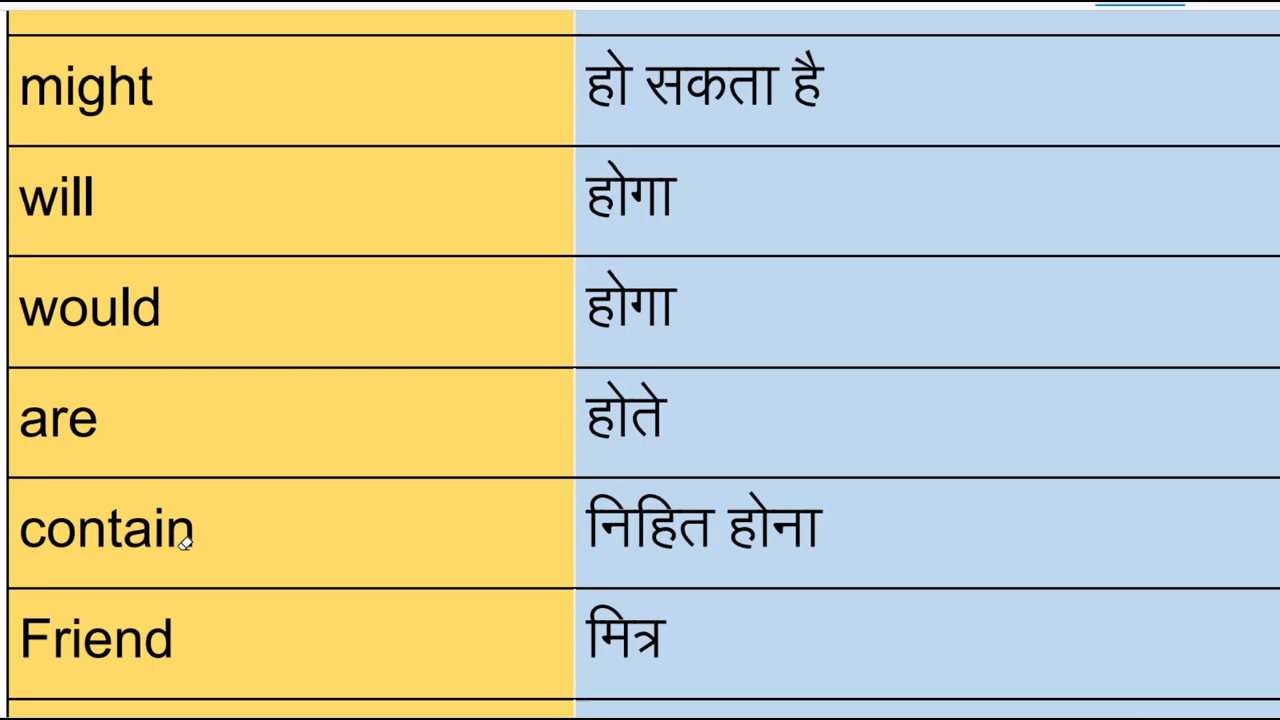 might हो सकता है
will होगा
would होगा
are होते
contain निहित होना
Friend मित्र